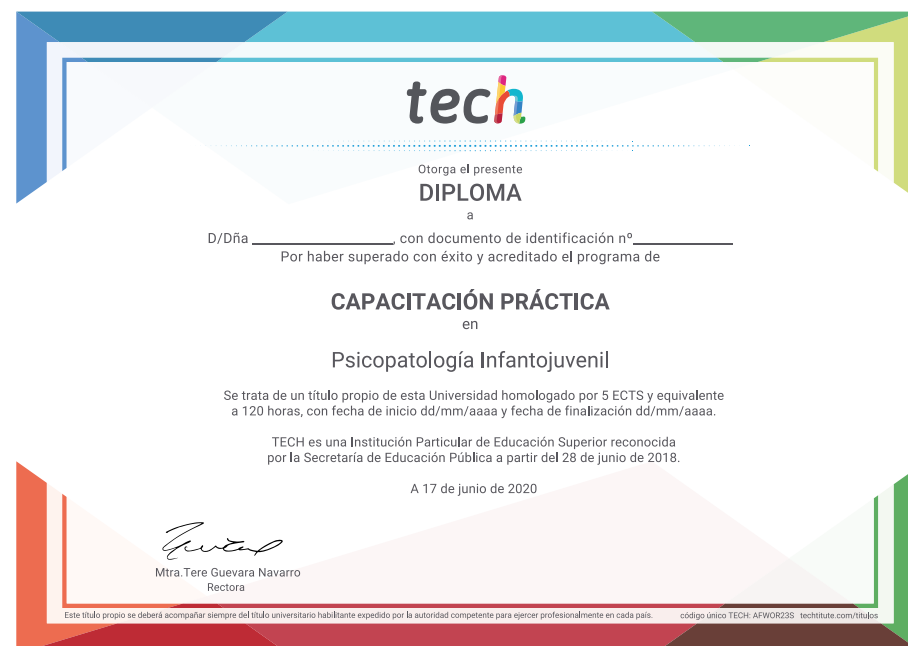 tech
Otorga el presente
DIPLOMA
a
D/Dña ____________________, con documento de identificación nº______________
Por haber superado con éxito y acreditado el programa de
CAPACITACIÓN PRÁCTICA
en
Psicopatología Infantojuvenil
Se trata de un título propio de esta Universidad homologado por 5 ECTS y equivalente
a 120 horas, con fecha de inicio dd/mm/aaaa y fecha de finalización dd/mm/aaaa.
TECH es una Institución Particular de Educación Superior reconocida
por la Secretaría de Educación Pública a partir del 28 de junio de 2018.
A 17 de junio de 2020
Mtra.Tere Guevara Navarro
Rectora
Este título propio se deberá acompañar siempre del título universitario habilitante expedido por la autoridad competente para ejercer profesionalmente en cada país. código único TECH: AFWOR23S techtitute.com/titulos